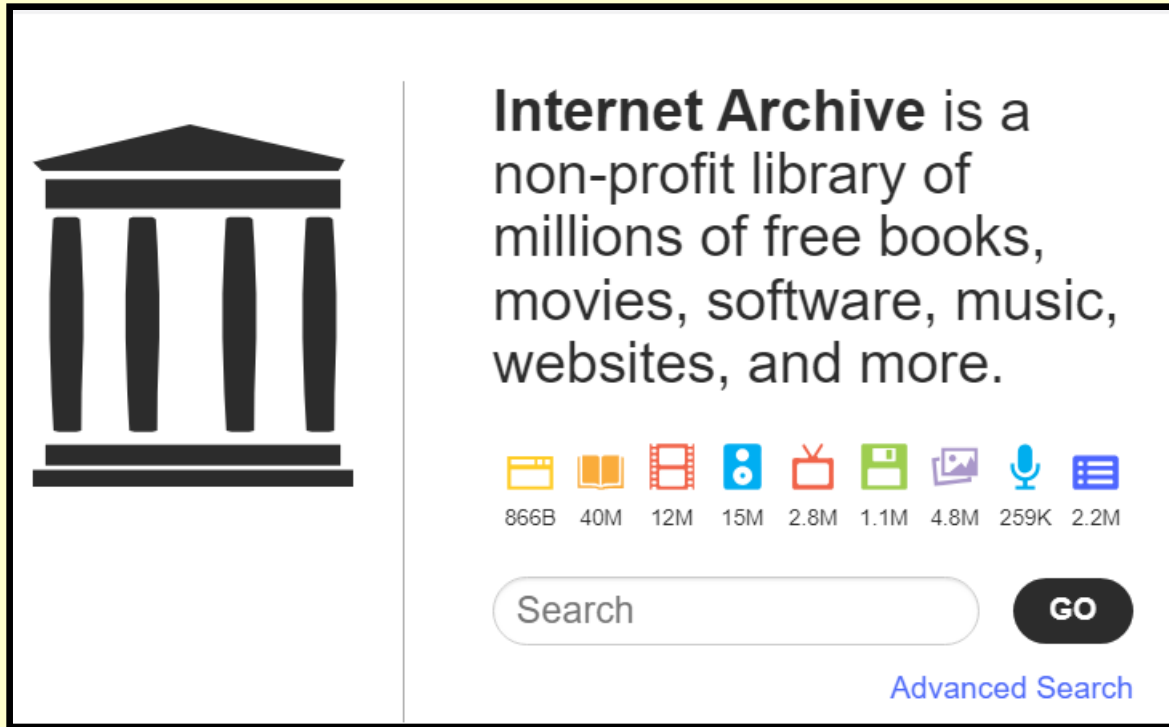 Internet Archive is a
non-profit library of
millions of free books,
movies, software, music,
websites, and more.
866B 40M 12M 15M 2.8M 1.1M 4.8M 259K 2.2M
Search GO
Advanced Search